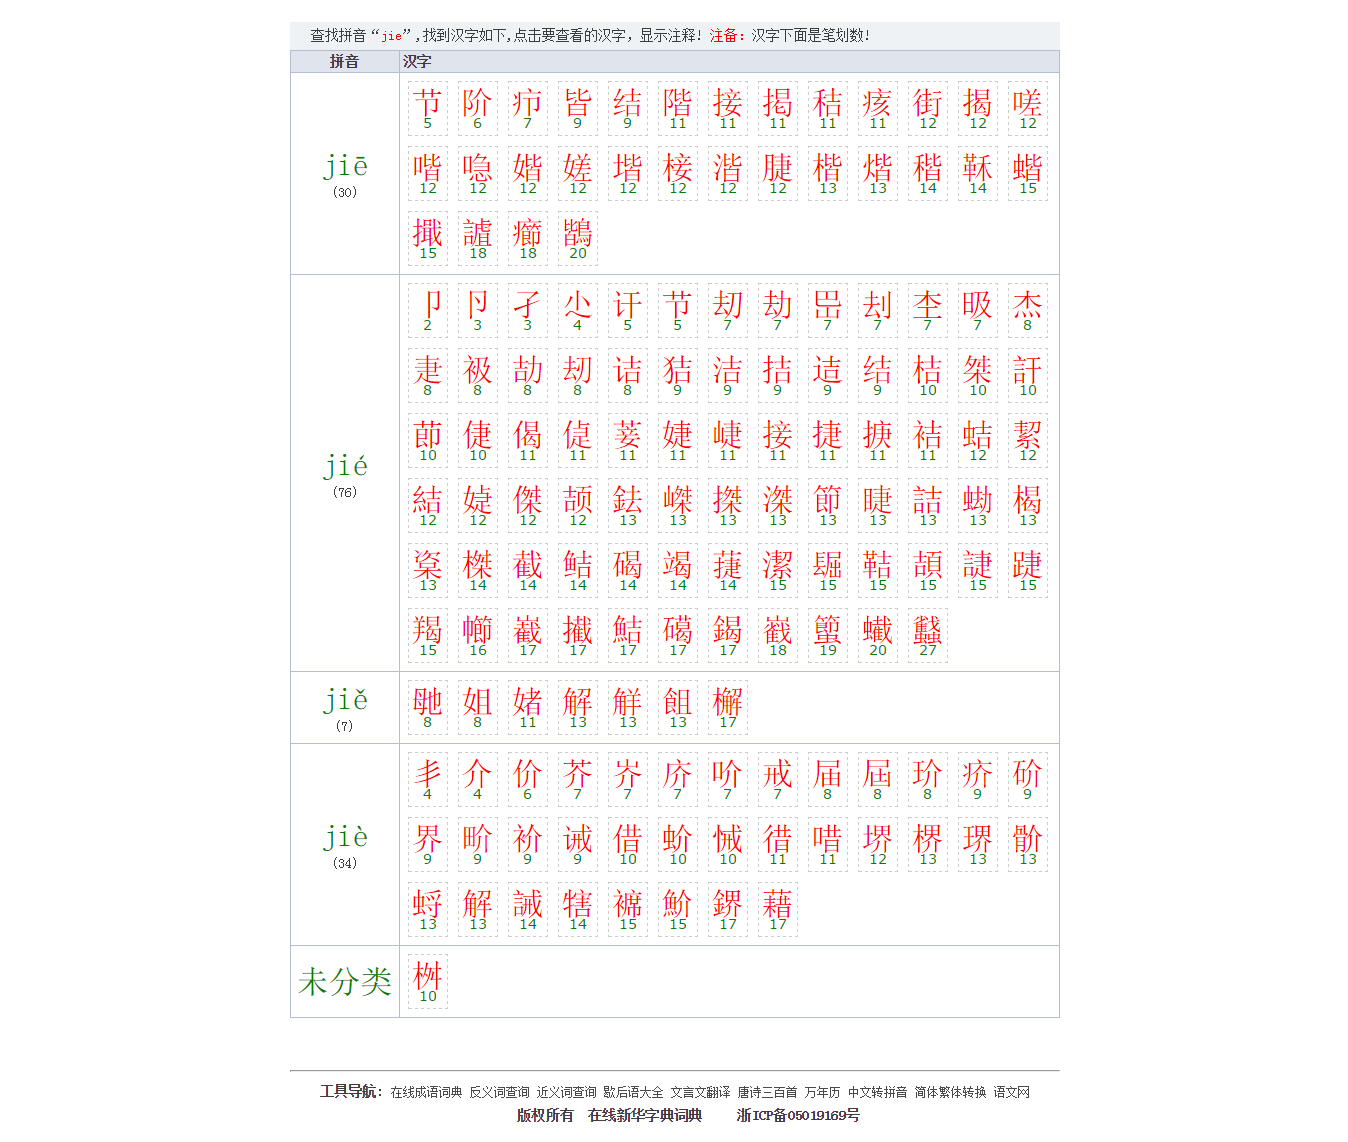 查找拼音“jie”,找到汉字如下,点击要查看的汉字，显示注释! 注备：汉字下面是笔划数!
拼音 汉字
jiē
(30)
节 阶 疖 皆 结 階 接 掲 秸 痎 街 揭 嗟
5 6 7 9 9 11 11 11 11 11 12 12 12
喈 喼 媘 嫅 堦 椄 湝 脻 楷 煯 稭 鞂 蝔
12 12 12 12 12 12 12 12 13 13 14 14 15
擑 謯 癤 鶛
15 18 18 20
jié
(76)
卩 卪 孑 尐 讦 节 刼 劫 岊 刦 杢 昅 杰
2 3 3 4 5 5 7 7 7 7 7 7 8
疌 衱 劼 刧 诘 狤 洁 拮 迼 结 桔 桀 訐
8 8 8 8 8 9 9 9 9 9 10 10 10
莭 倢 偈 偼 菨 婕 崨 接 捷 掶 袺 蛣 絜
10 10 11 11 11 11 11 11 11 11 11 12 12
結 媫 傑 颉 鉣 嵥 搩 滐 節 睫 詰 蜐 楬
12 12 12 12 13 13 13 13 13 13 13 13 13
楶 榤 截 鲒 碣 竭 蓵 潔 鞊 頡 誱 踕
13 14 14 14 14 14 14 15 15 15 15 15 15
羯 幯 嶻 擮 鮚 礍 鍻 巀 蠞 蠽
15 16 17 17 17 17 17 18 19 20 27
jiě
(7)
毑 姐 媎 解 觧 飷 檞
8 8 11 13 13 13 17
jiè
(34)
丯 介 价 芥 岕 庎 吤 戒 届 屆 玠 疥 砎
4 4 6 7 7 7 7 7 8 8 8 9 9
界 畍 衸 诫 借 蚧 悈 徣 唶 堺 楐 琾 骱
9 9 9 9 10 10 10 11 11 12 13 13 13
蛶 解 誡 犗 褯 魪 鎅 藉
13 13 14 14 15 15 17 17
未分类
桝
10
工具导航: 在线成语词典 反义词查询 近义词查询 歇后语大全 文言文翻译 唐诗三百首 万年历 中文转拼音 简体繁体转换 语文网
版权所有 在线新华字典词典 浙ICP备05019169号